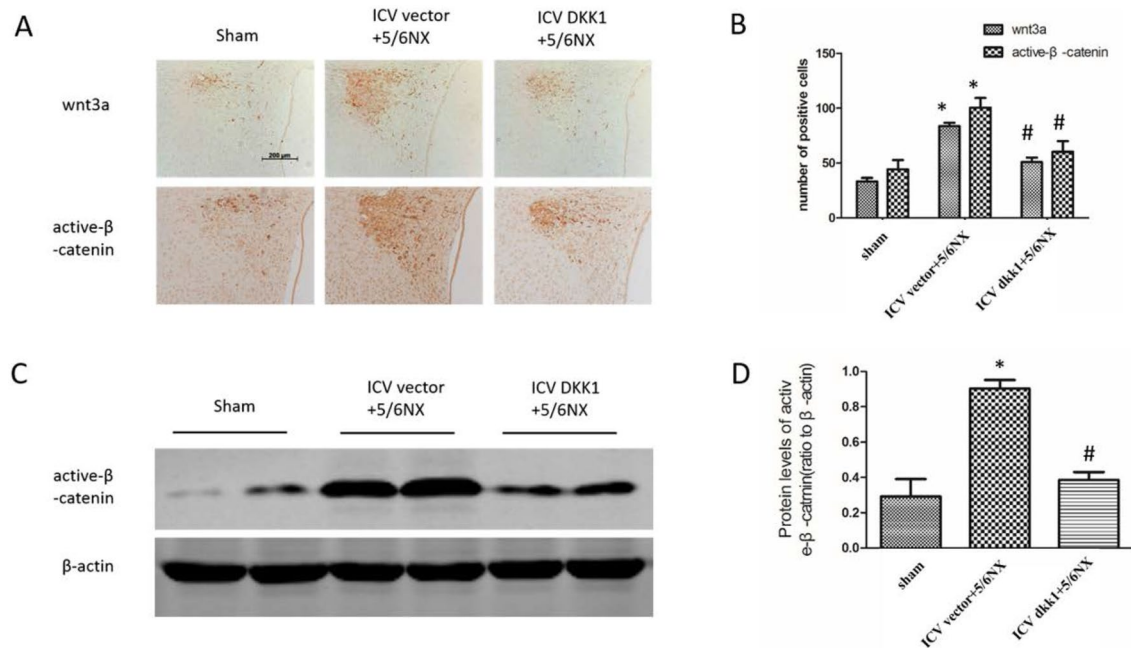 A
Sham
ICV vector
+5/6NX
ICV DKK1
+5/6NX
wnt3a
200 μm
active-β
-catenin
B
wnt3a
active-β -catenin
number of positive cells
150
100
50
0
sham
ICV vector+5/6NX
ICV dkk1+5/6NX
*
*
#
#
C
Sham
ICV vector
+5/6NX
ICV DKK1
+5/6NX
active-β
-catenin
β-actin
D
Protein levels of activ
e-β -catmin(ratio to β -actin)
1.0
0.8
0.6
0.4
0.2
0.0
*
#
sham
ICV vector+5/6NX
ICV dkk1+5/6NX